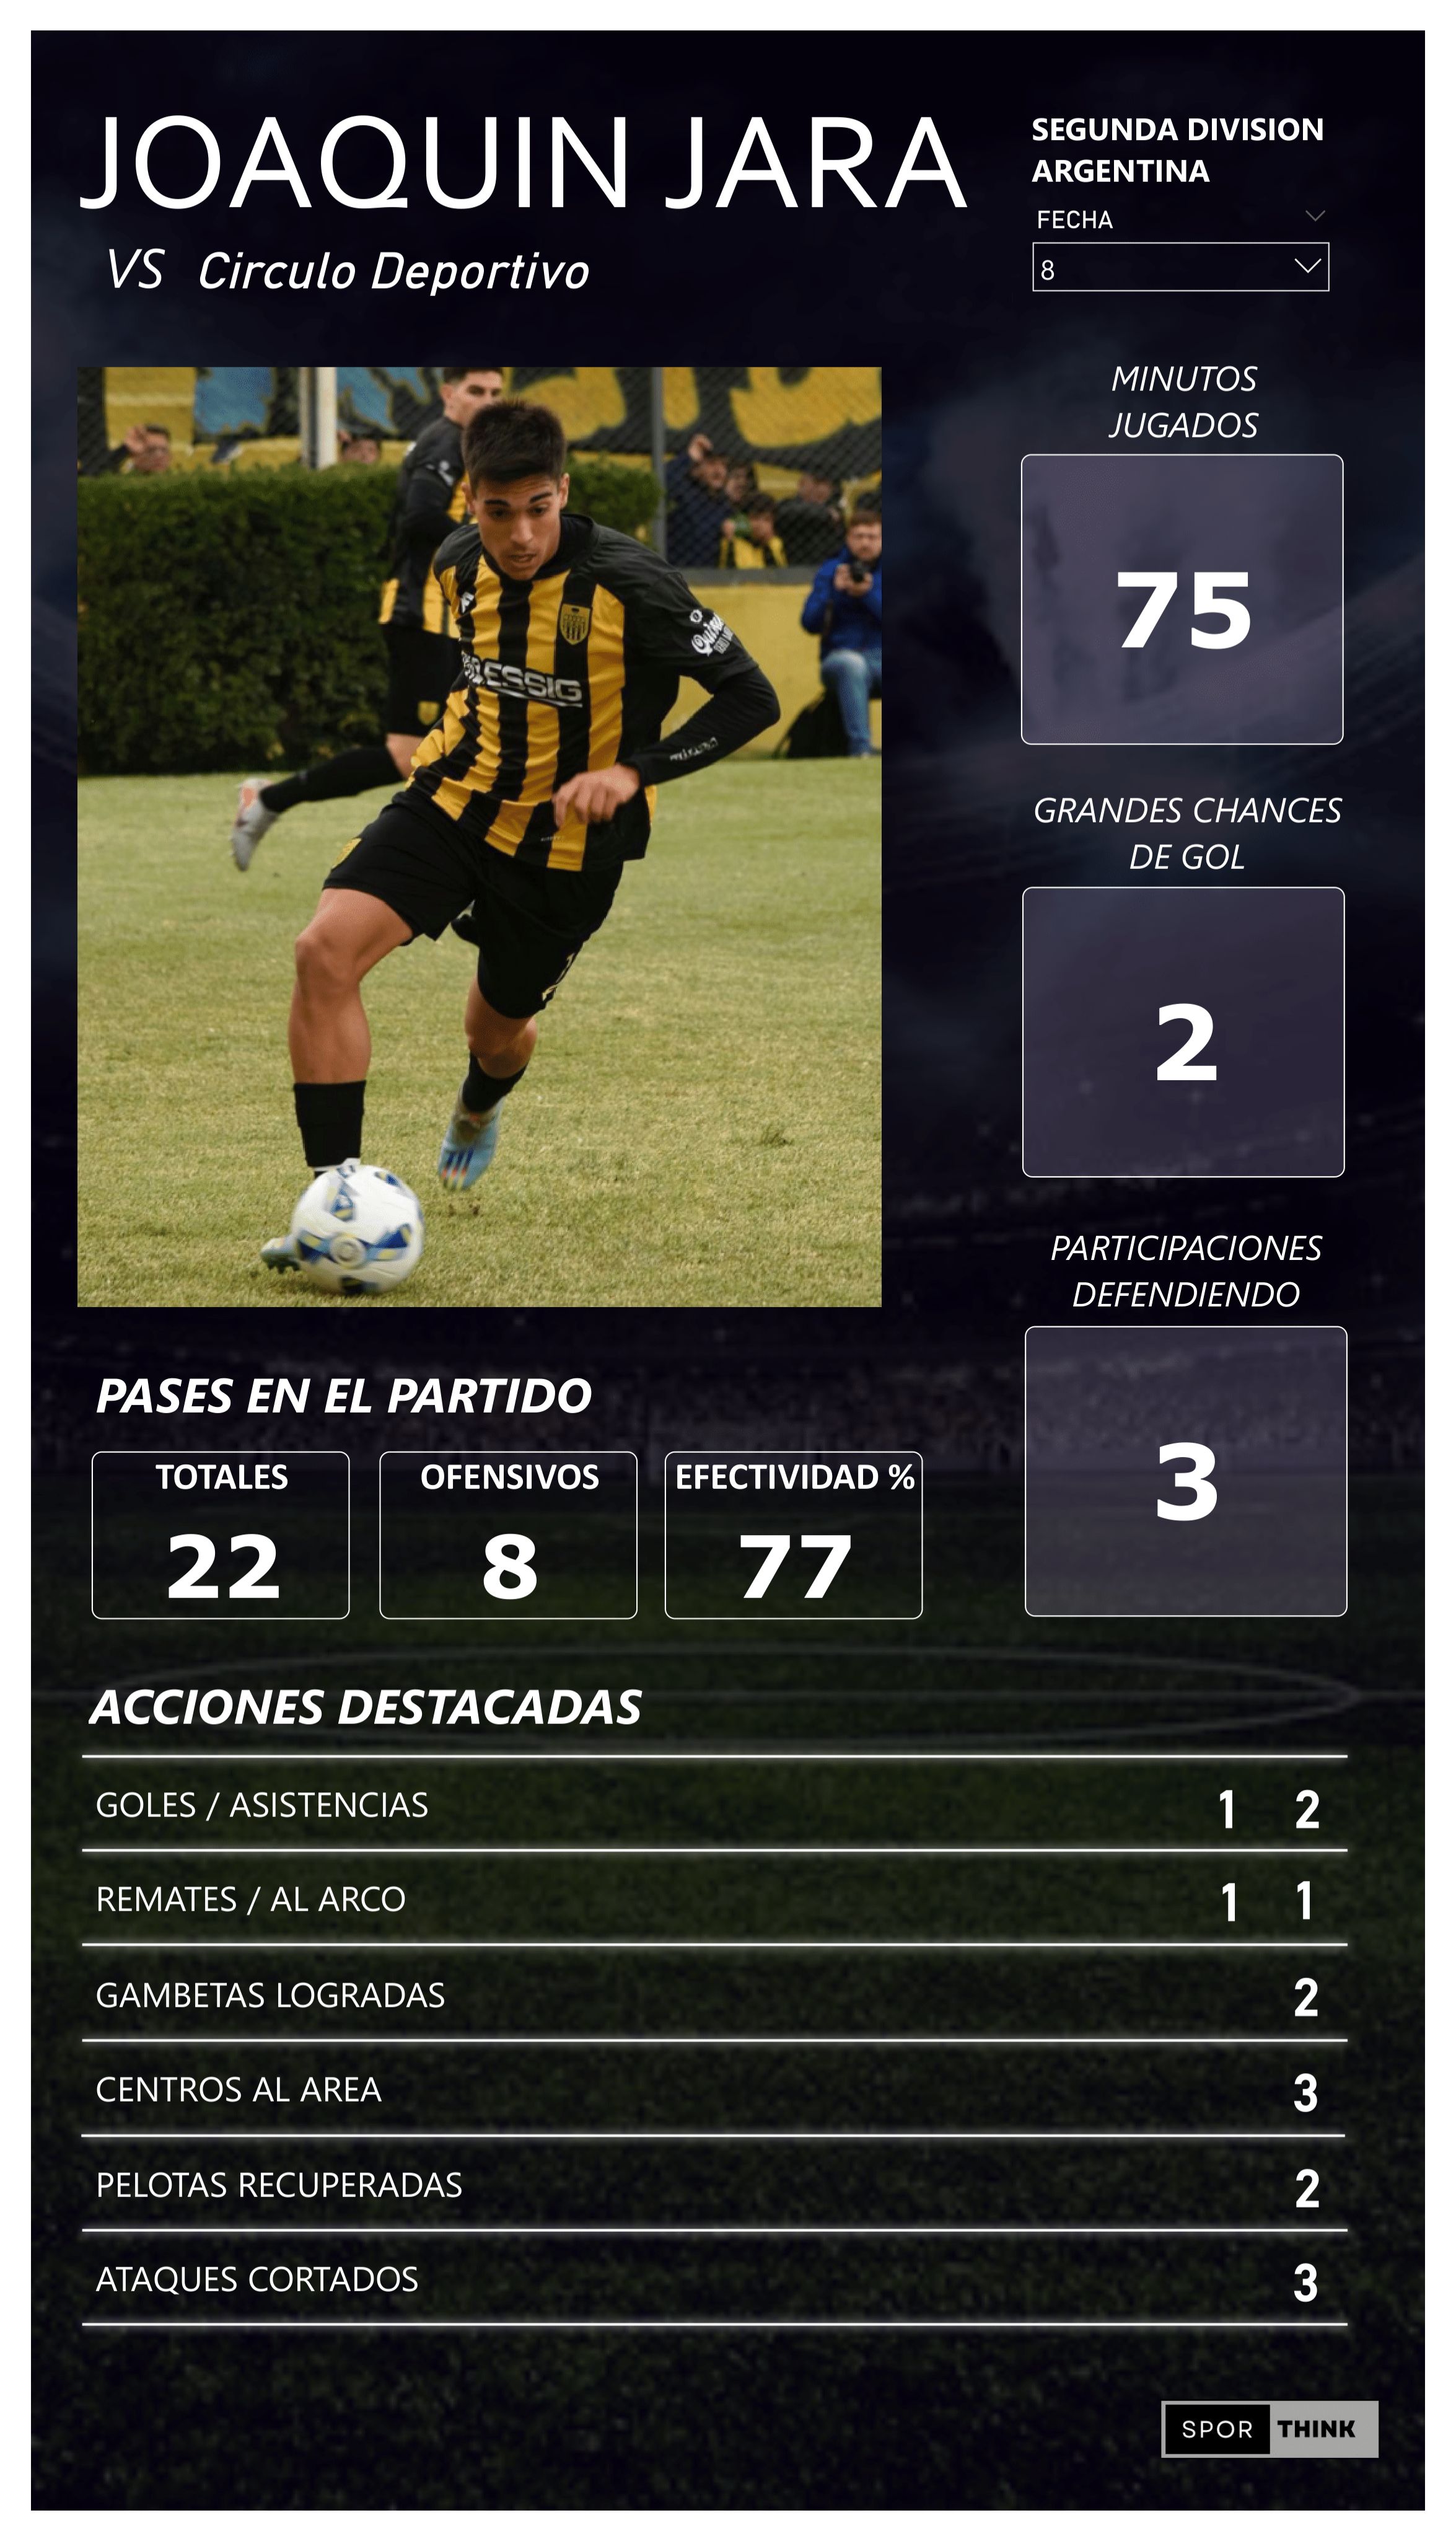 JOAQUIN JARA
VS Circulo Deportivo
SEGUNDA DIVISION
ARGENTINA
FECHA
8
MINUTOS
JUGADOS
75
GRANDES CHANCES
DE GOL
2
PARTICIPACIONES
DEFENDIENDO
3
PASES EN EL PARTIDO
TOTALES
22
OFENSIVOS
8
EFECTIVIDAD %
77
ACCIONES DESTACADAS
GOLES / ASISTENCIAS 1 2
REMATES / AL ARCO 1 1
GAMBETAS LOGRADAS 2
CENTROS AL AREA 3
PELOTAS RECUPERADAS 2
ATAQUES CORTADOS 3
SPOR THINK